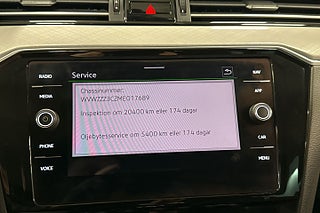 Service
RADIO
NAV
MEDIA
APP
Chassinummer:
WVWZZZ3CZME017689
Inspektion om 20400 km eller 174 dagar
Oljebytesservice om 5400 km eller 174 dagar
PHONE
CAR
VOICE
MENU